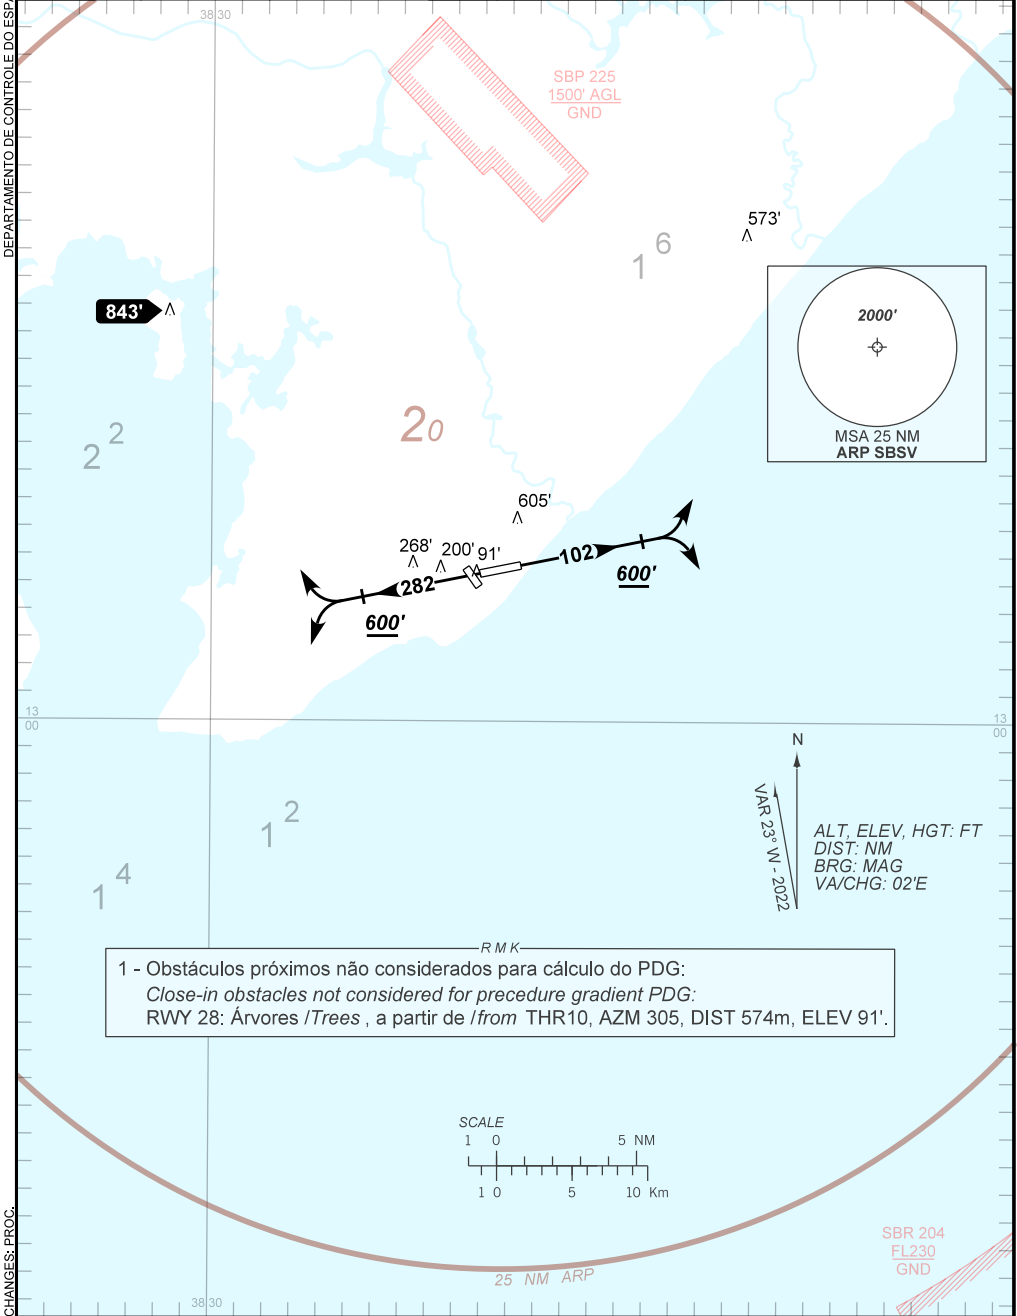 DEPARTAMENTO DE CONTROLE DO ESP
38 30
SBP 225
1500' AGL
GND
573'
1 6
843'
2000'
MSA 25 NM
ARP SBSV
20
2 2
605'
268'
200'
91'
102
282
600'
600'
13
00
13
00
N
VAR 23° W - 2022
ALT, ELEV, HGT: FT
DIST: NM
BRG: MAG
VA/CHG: 02'E
1 2
1 4
RMK
1 - Obstáculos próximos não considerados para cálculo do PDG:
Close-in obstacles not considered for precedure gradient PDG:
RWY 28: Árvores /Trees , a partir de /from THR10, AZM 305, DIST 574m, ELEV 91'.
SCALE
1 0 5 NM
1 0 5 10 Km
SBR 204
FL230
GND
25 NM ARP
38 30
CHANGES: PROC.